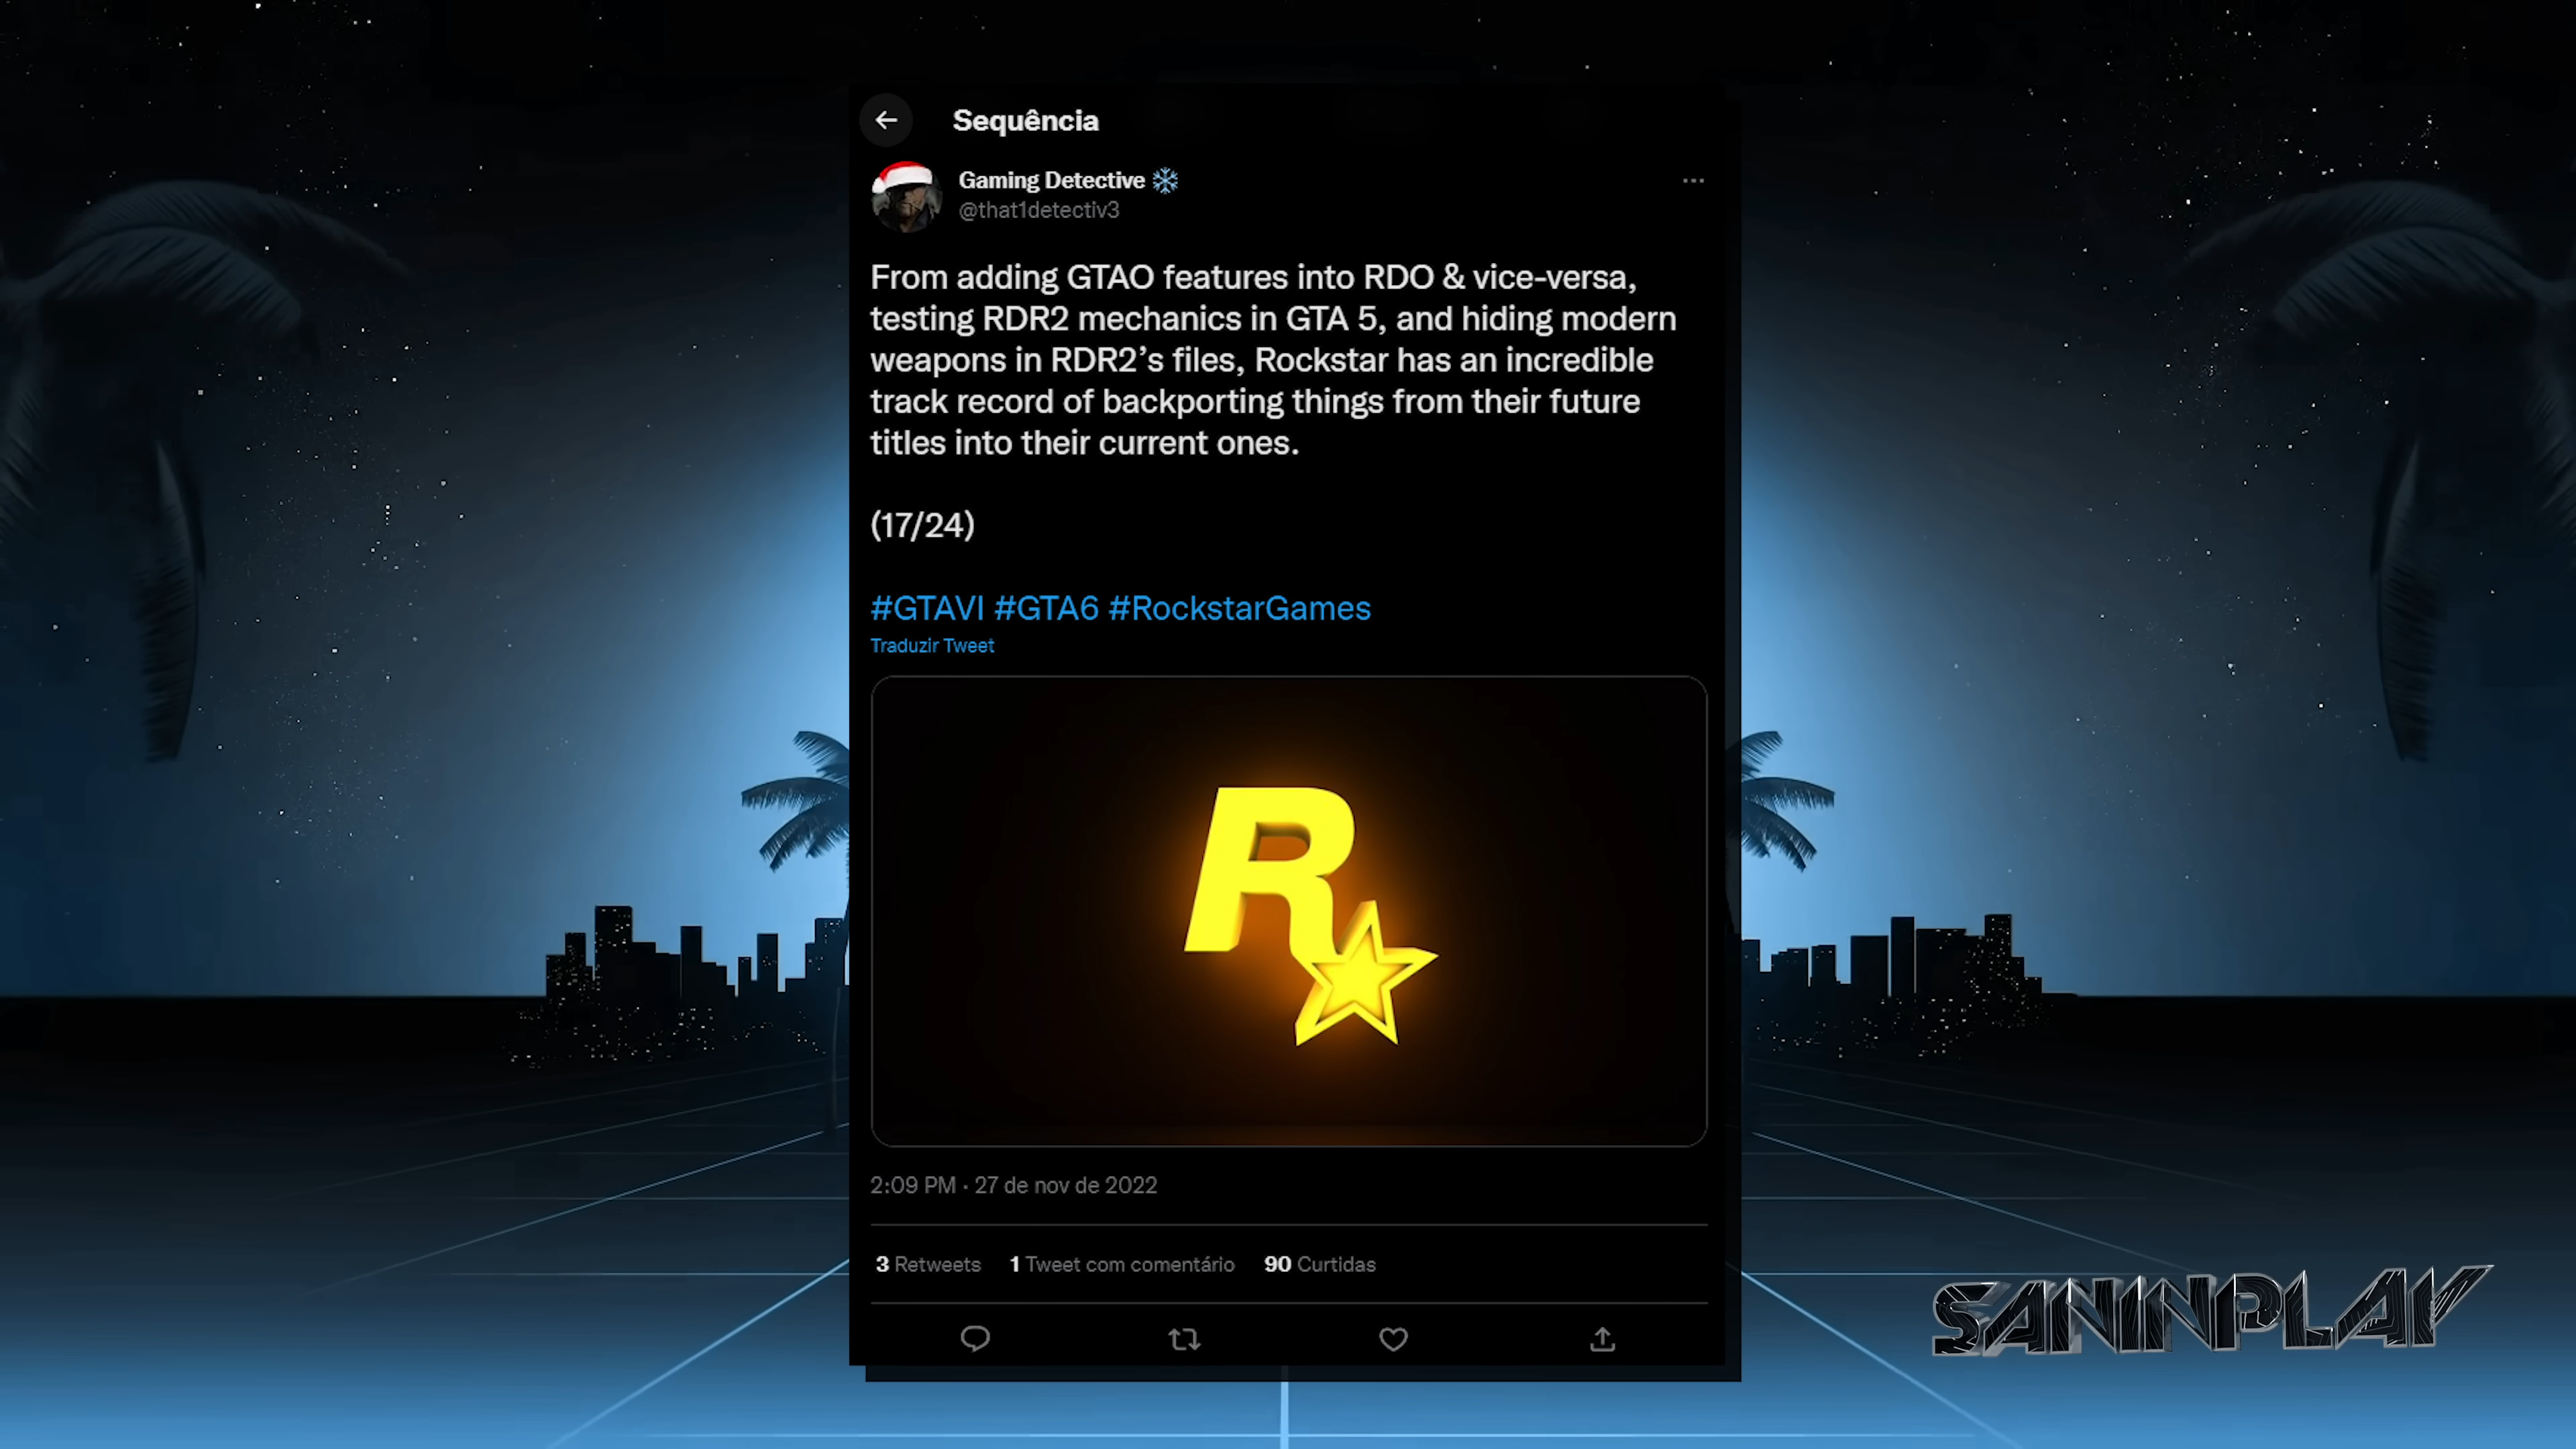 Sequência
Gaming Detective
@that1detectiv3
From adding GTAO features into RDO & vice-versa,
testing RDR2 mechanics in GTA 5, and hiding modern
weapons in RDR2’s files, Rockstar has an incredible
track record of backporting things from their future
titles into their current ones.
(17/24)
#GTAVI #GTA6 #RockstarGames
Traduzir Tweet
R
2:09 PM · 27 de nov de 2022
3 Retweets 1 Tweet com comentário 90 Curtidas
SANINPLAY